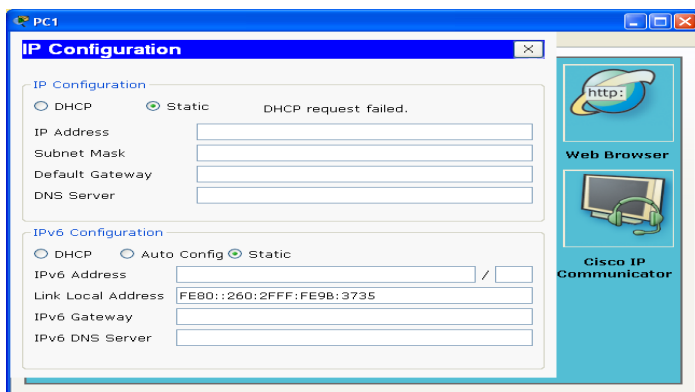 PC1
IP Configuration
X
IP Configuration
DHCP Static DHCP request failed.
IP Address
Subnet Mask
Default Gateway
DNS Server
IPv6 Configuration
DHCP Auto Config Static
IPv6 Address /
Link Local Address FE80::260:2FFF:FE9B:3735
IPv6 Gateway
IPv6 DNS Server
http:
Web Browser
Cisco IP
Communicator